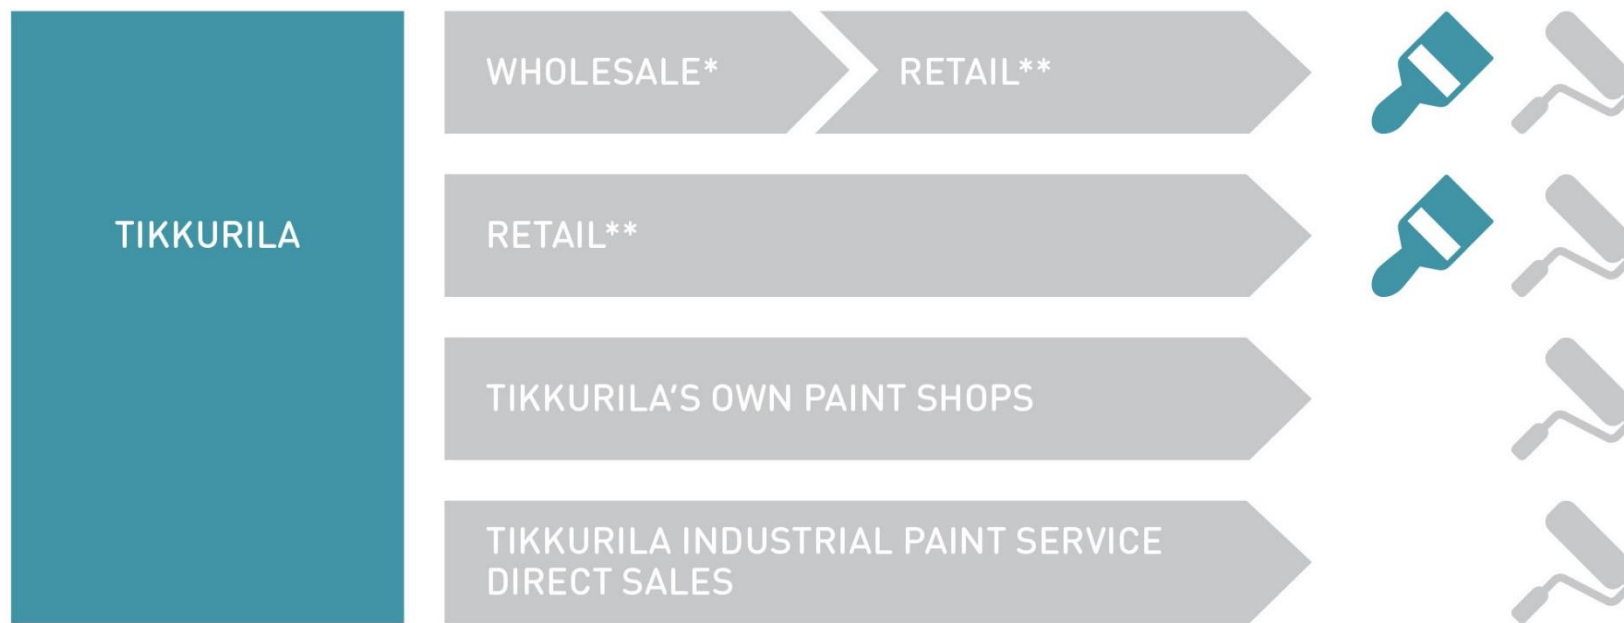 WHOLESALE*
RETAIL**
TIKKURILA
RETAIL**
TIKKURILA'S OWN PAINT SHOPS
TIKKURILA INDUSTRIAL PAINT SERVICE
DIRECT SALES